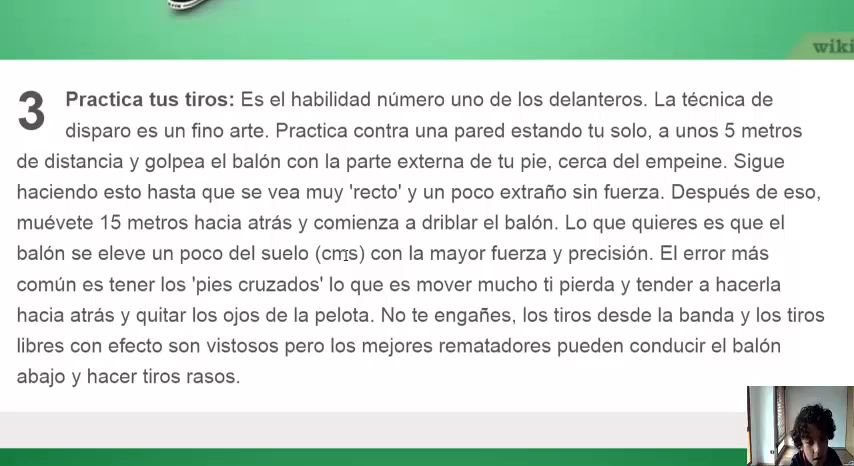 wiki
3 Practica tus tiros: Es el habilidad número uno de los delanteros. La técnica de
disparo es un fino arte. Practica contra una pared estando tu solo, a unos 5 metros
de distancia y golpea el balón con la parte externa de tu pie, cerca del empeine. Sigue
haciendo esto hasta que se vea muy 'recto' y un poco extraño sin fuerza. Después de eso,
muévete 15 metros hacia atrás y comienza a driblar el balón. Lo que quieres es que el
balón se eleve un poco del suelo (cms) con la mayor fuerza y precisión. El error más
común es tener los 'pies cruzados' lo que es mover mucho ti pierda y tender a hacerla
hacia atrás y quitar los ojos de la pelota. No te engañes, los tiros desde la banda y los tiros
libres con efecto son vistosos pero los mejores rematadores pueden conducir el balón
abajo y hacer tiros rasos.